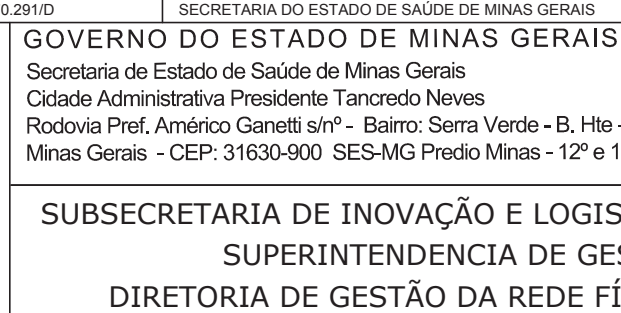 0.291/D SECRETARIA DO ESTADO DE SAÚDE DE MINAS GERAIS
GOVERNO DO ESTADO DE MINAS GERAIS
Secretaria de Estado de Saúde de Minas Gerais
Cidade Administrativa Presidente Tancredo Neves
Rodovia Pref. Américo Ganetti s/nº - Bairro: Serra Verde - B. Hte -
Minas Gerais - CEP: 31630-900 SES-MG Predio Minas - 12º e 1
SUBSECRETARIA DE INOVAÇÃO E LOGIS
SUPERINTENDENCIA DE GES
DIRETORIA DE GESTÃO DA REDE FÍ